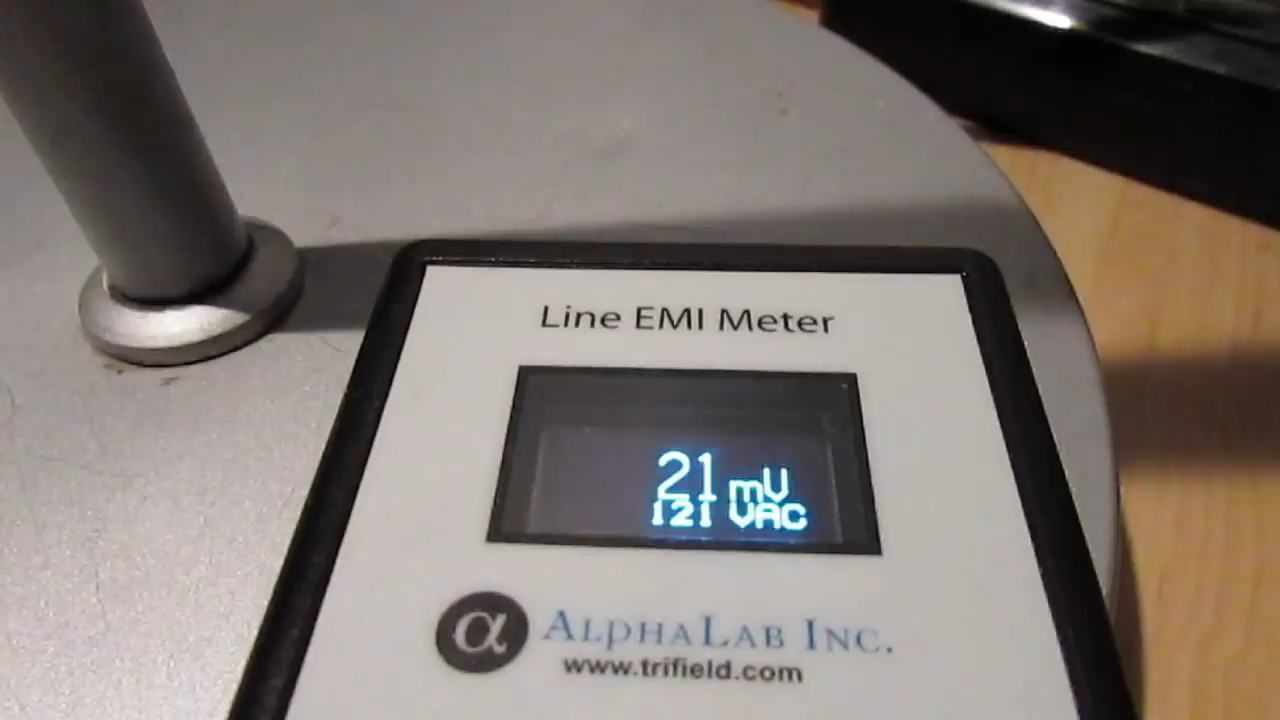 Line EMI Meter
21 mV
121 VAC
α ALPHALAB INC.
www.trifield.com